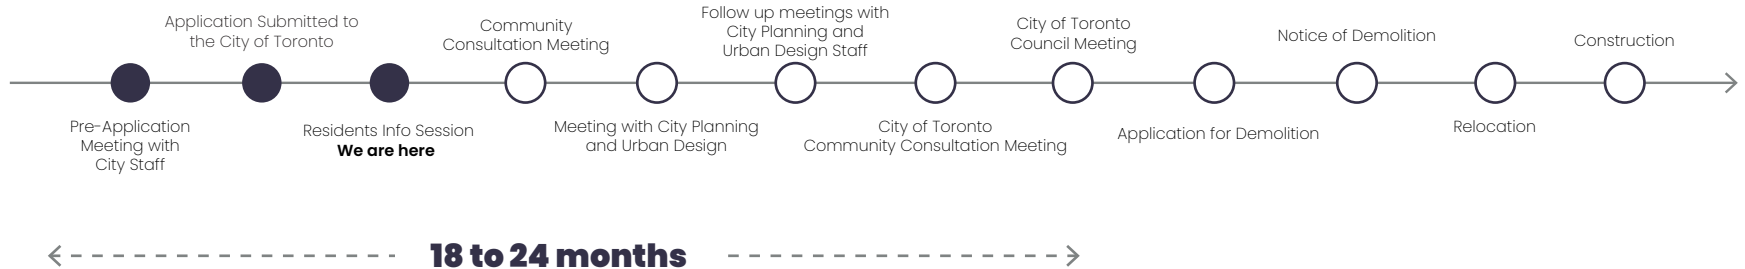 Application Submitted to
the City of Toronto
Community
Consultation Meeting
Follow up meetings with
City Planning and
Urban Design Staff
City of Toronto
Council Meeting
Notice of Demolition
Construction
Pre-Application
Meeting with
City Staff
Residents Info Session
We are here
Meeting with City Planning
and Urban Design
City of Toronto
Community Consultation Meeting
Application for Demolition
Relocation
18 to 24 months